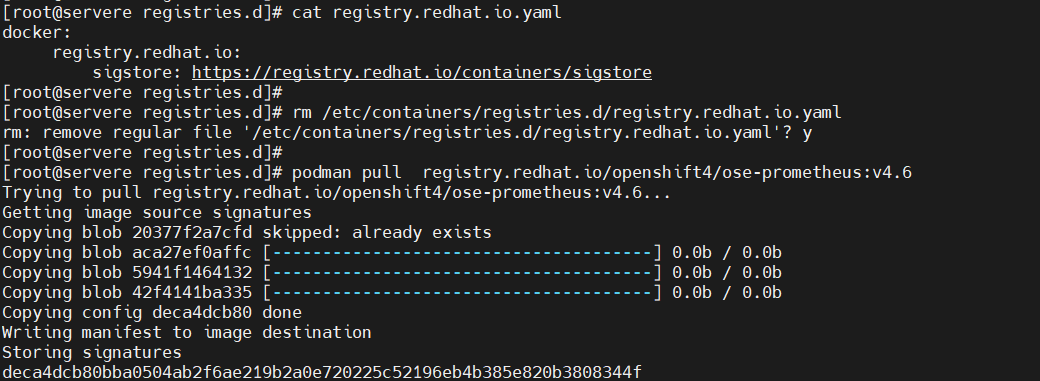 [root@servere registries.d]# cat registry.redhat.io.yaml
docker:
     registry.redhat.io:
         sigstore: https://registry.redhat.io/containers/sigstore
[root@servere registries.d]#
[root@servere registries.d]# rm /etc/containers/registries.d/registry.redhat.io.yaml
rm: remove regular file '/etc/containers/registries.d/registry.redhat.io.yaml'? y
[root@servere registries.d]#
[root@servere registries.d]# podman pull  registry.redhat.io/openshift4/ose-prometheus:v4.6
Trying to pull registry.redhat.io/openshift4/ose-prometheus:v4.6...
Getting image source signatures
Copying blob 20377f2a7cfd skipped: already exists
Copying blob aca27ef0affc [--------------------------------------] 0.0b / 0.0b
Copying blob 5941f1464132 [--------------------------------------] 0.0b / 0.0b
Copying blob 42f4141ba335 [--------------------------------------] 0.0b / 0.0b
Copying config deca4dcb80 done
Writing manifest to image destination
Storing signatures
deca4dcb80bba0504ab2f6ae219b2a0e720225c52196eb4b385e820b3808344f